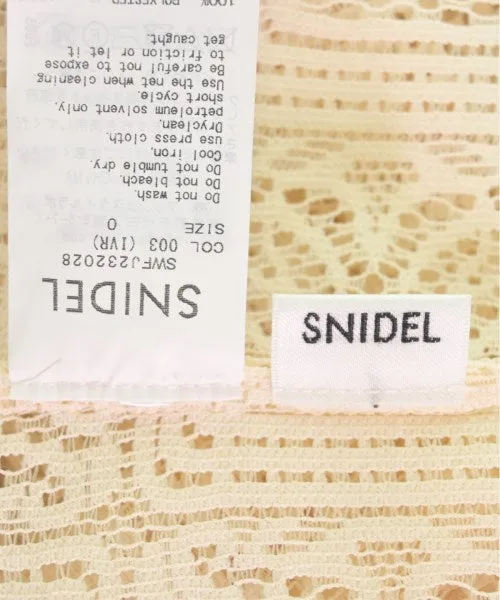 SNIDEL
SWFJ232028
COL 003 (IVR)
SIZE 0
Do not wash.
Do not bleach.
Do not tumble dry.
Cool iron.
use press cloth.
Dryclean.
petroleum solvent only.
short cycle.
Use the net when cleaning
Be careful not to expose
to friction or let it
get caught.
100% POLYESTER
SNIDEL